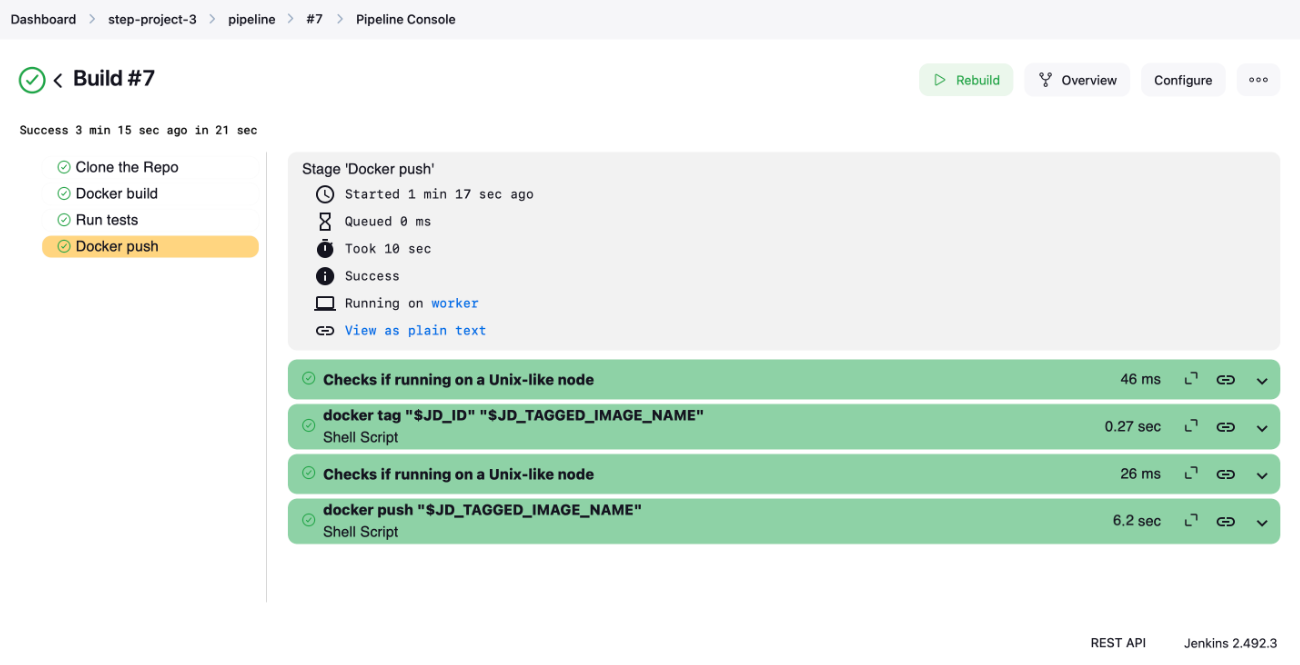 Dashboard > step-project-3 > pipeline > #7 > Pipeline Console
Build #7
Rebuild
Overview
Configure
Success 3 min 15 sec ago in 21 sec
Clone the Repo
Docker build
Run tests
Docker push
Stage 'Docker push'
Started 1 min 17 sec ago
Queued 0 ms
Took 10 sec
Success
Running on worker
View as plain text
Checks if running on a Unix-like node 46 ms
docker tag "$JD_ID" "$JD_TAGGED_IMAGE_NAME"
Shell Script
0.27 sec
Checks if running on a Unix-like node 26 ms
docker push "$JD_TAGGED_IMAGE_NAME"
Shell Script
6.2 sec
REST API Jenkins 2.492.3